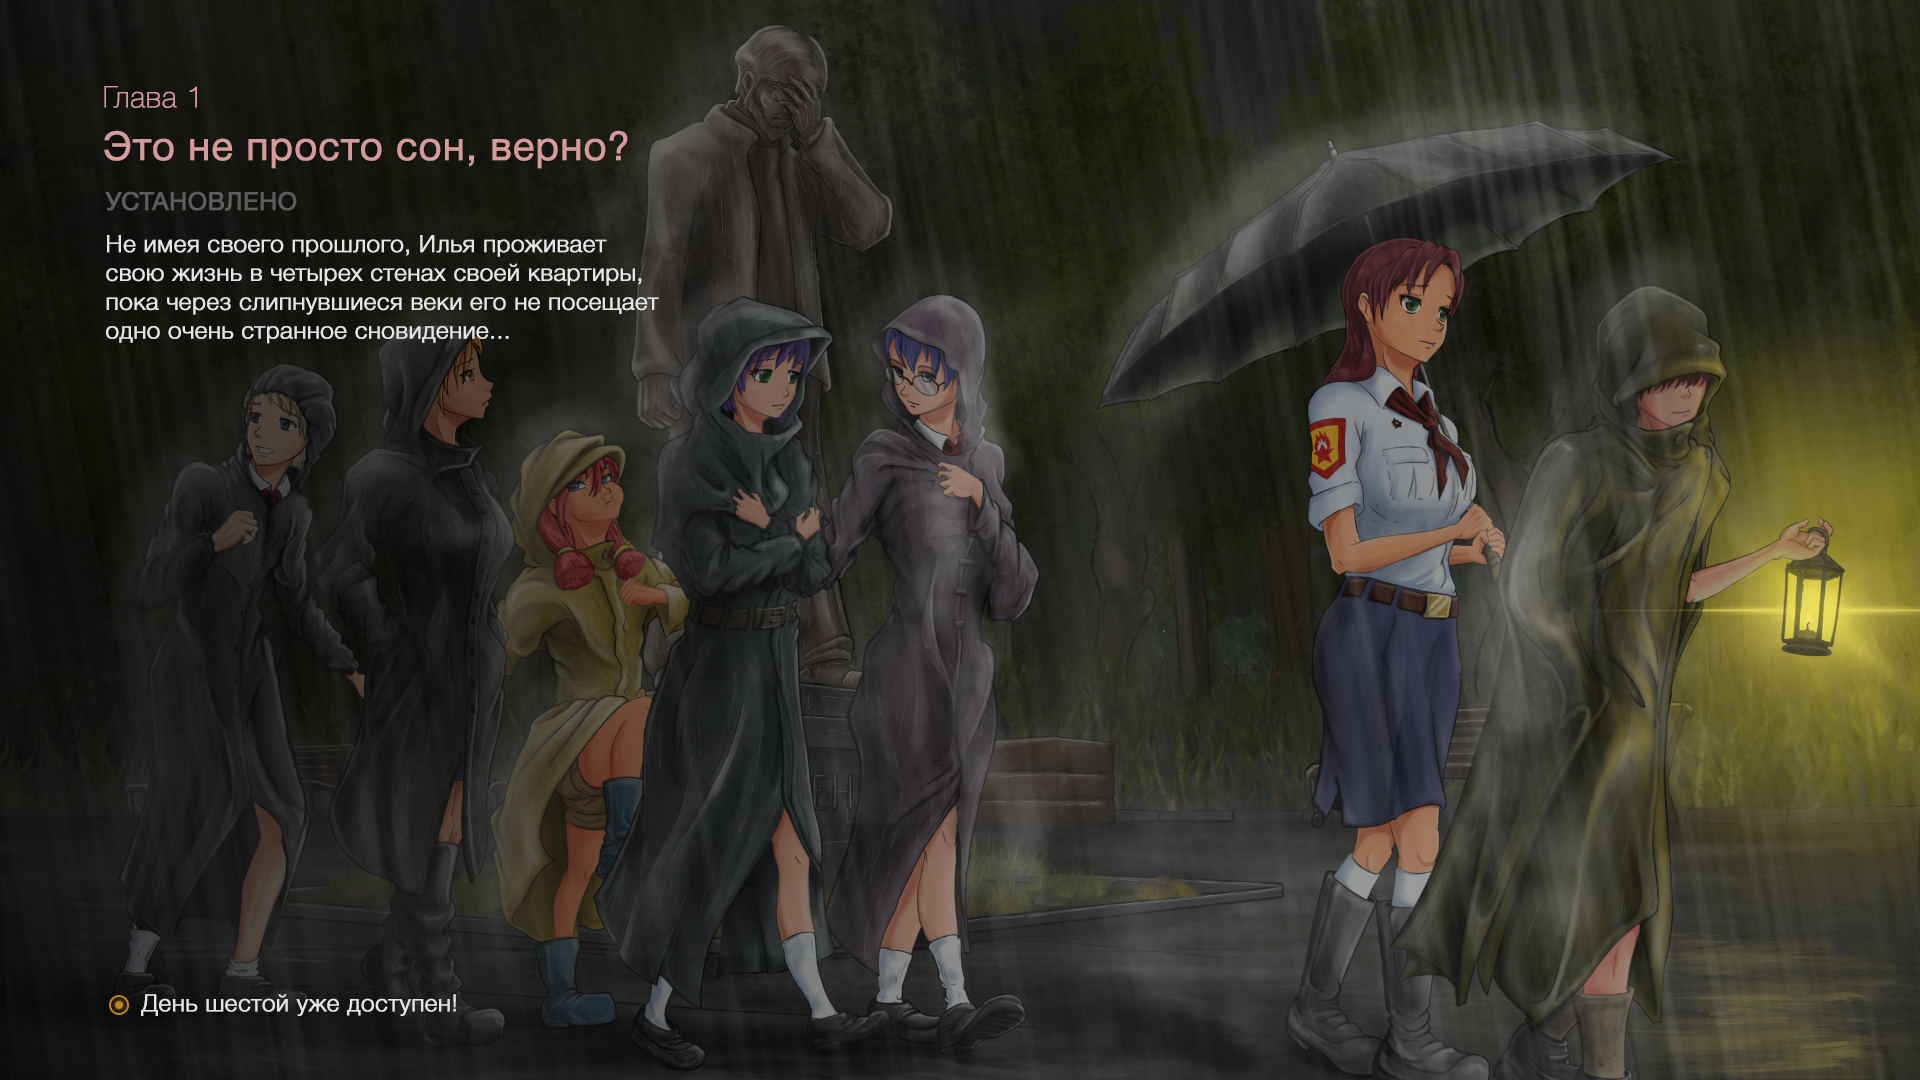 Глава 1
Это не просто сон, верно?
УСТАНОВЛЕНО
Не имея своего прошлого, Илья проживает
свою жизнь в четырех стенах своей квартиры,
пока через слипнувшиеся веки его не посещает
одно очень странное сновидение...
ЕН
День шестой уже доступен!